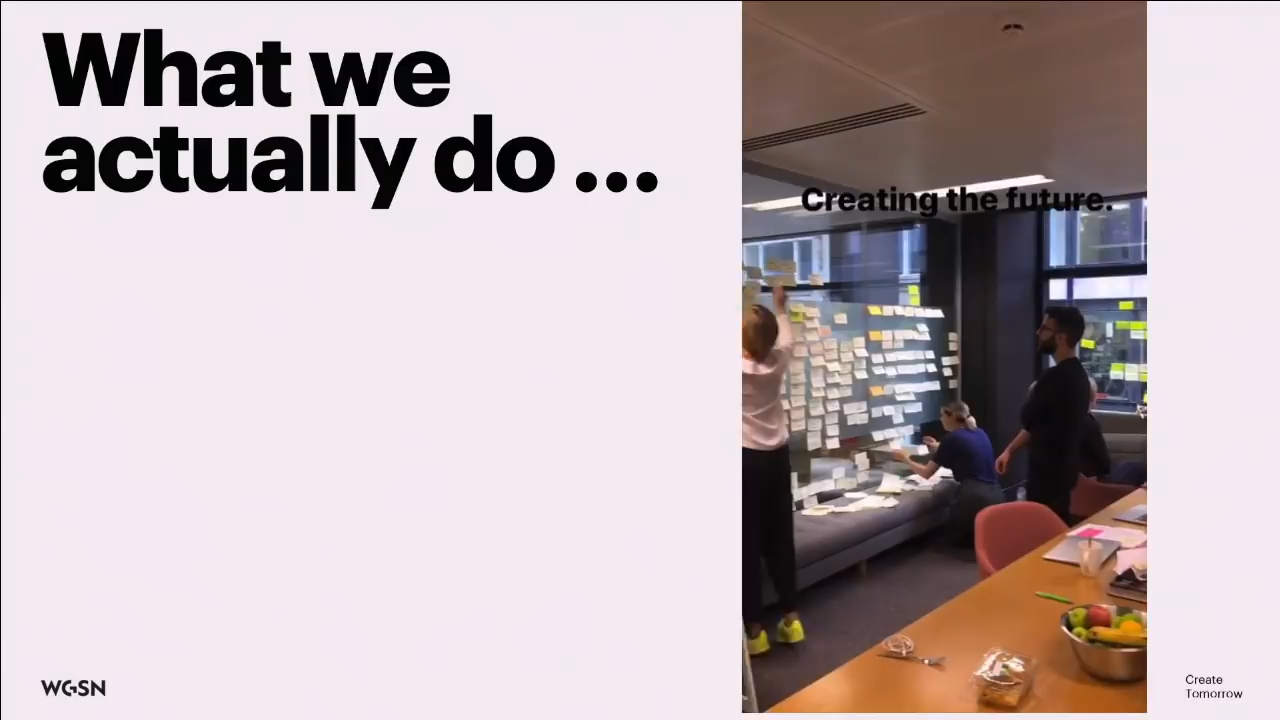 What we
actually do ...
Creating the future.
WGSN
Create
Tomorrow